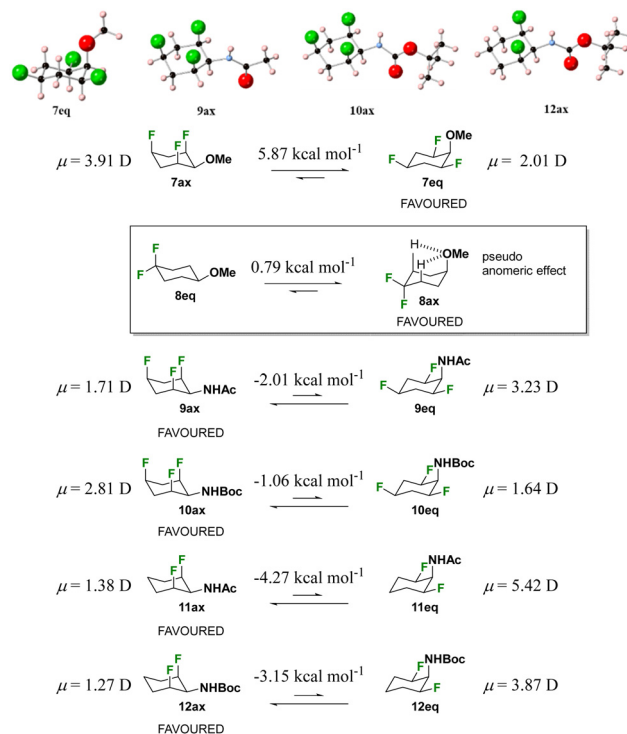 7eq 9ax 10ax 12ax
μ = 3.91 D F F F OMe 7ax 5.87 kcal mol-1 OMe F F F 7eq μ = 2.01 D
FAVOURED
F F OMe 8eq 0.79 kcal mol-1 H H OMe F F 8ax pseudo
anomeric effect
FAVOURED
μ = 1.71 D F F F NHAc 9ax -2.01 kcal mol-1 NHAc F F F 9eq μ = 3.23 D
FAVOURED
μ = 2.81 D F F F NHBoc 10ax -1.06 kcal mol-1 NHBoc F F F 10eq μ = 1.64 D
FAVOURED
μ = 1.38 D F F NHAc 11ax -4.27 kcal mol-1 NHAc F F 11eq μ = 5.42 D
FAVOURED
μ = 1.27 D F F NHBoc 12ax -3.15 kcal mol-1 NHBoc F F 12eq μ = 3.87 D
FAVOURED